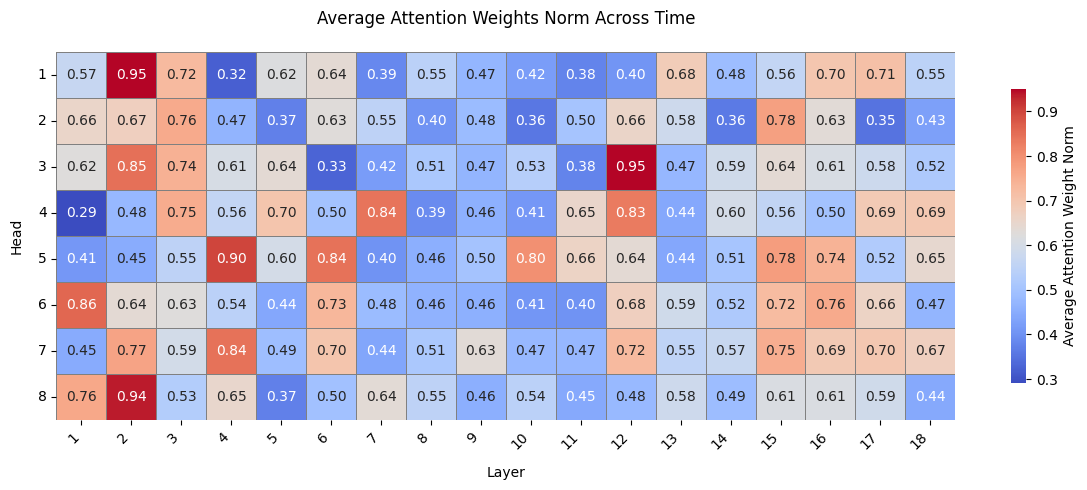 Average Attention Weights Norm Across Time
1 0.57 0.95 0.72 0.32 0.62 0.64 0.39 0.55 0.47 0.42 0.38 0.40 0.68 0.48 0.56 0.70 0.71 0.55
2 0.66 0.67 0.76 0.47 0.37 0.63 0.55 0.40 0.48 0.36 0.50 0.66 0.58 0.36 0.78 0.63 0.35 0.43
3 0.62 0.85 0.74 0.61 0.64 0.33 0.42 0.51 0.47 0.53 0.38 0.95 0.47 0.59 0.64 0.61 0.58 0.52
4 0.29 0.48 0.75 0.56 0.70 0.50 0.84 0.39 0.46 0.41 0.65 0.83 0.44 0.60 0.56 0.50 0.69 0.69
5 0.41 0.45 0.55 0.90 0.60 0.84 0.40 0.46 0.50 0.80 0.66 0.64 0.44 0.51 0.78 0.74 0.52 0.65
6 0.86 0.64 0.63 0.54 0.44 0.73 0.48 0.46 0.46 0.41 0.40 0.68 0.59 0.52 0.72 0.76 0.66 0.47
7 0.45 0.77 0.59 0.84 0.49 0.70 0.44 0.51 0.63 0.47 0.47 0.72 0.55 0.57 0.75 0.69 0.70 0.67
8 0.76 0.94 0.53 0.65 0.37 0.50 0.64 0.55 0.46 0.54 0.45 0.48 0.58 0.49 0.61 0.61 0.59 0.44
1 2 3 4 5 6 7 8 9 10 11 12 13 14 15 16 17 18
Layer
Head
0.9
0.8
0.7
0.6
0.5
0.4
0.3
Average Attention Weight Norm